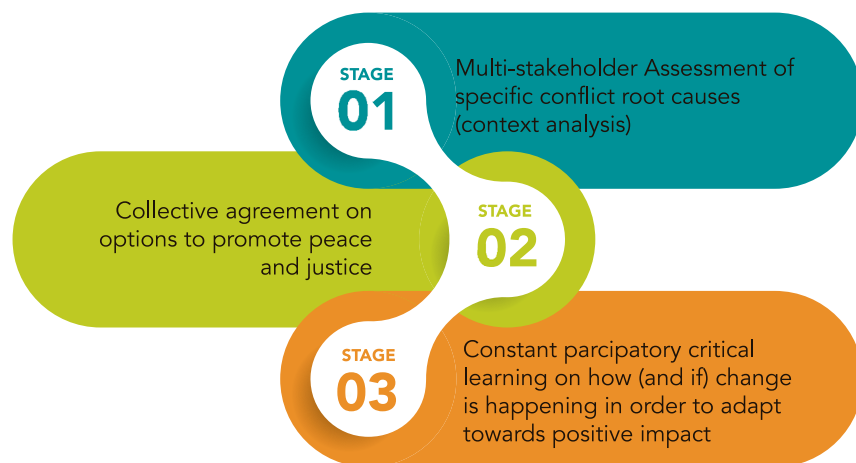 STAGE
01
Multi-stakeholder Assessment of
specific conflict root causes
(context analysis)
Collective agreement on
options to promote peace
and justice
STAGE
02
STAGE
03
Constant parcipatory critical
learning on how (and if) change
is happening in order to adapt
towards positive impact